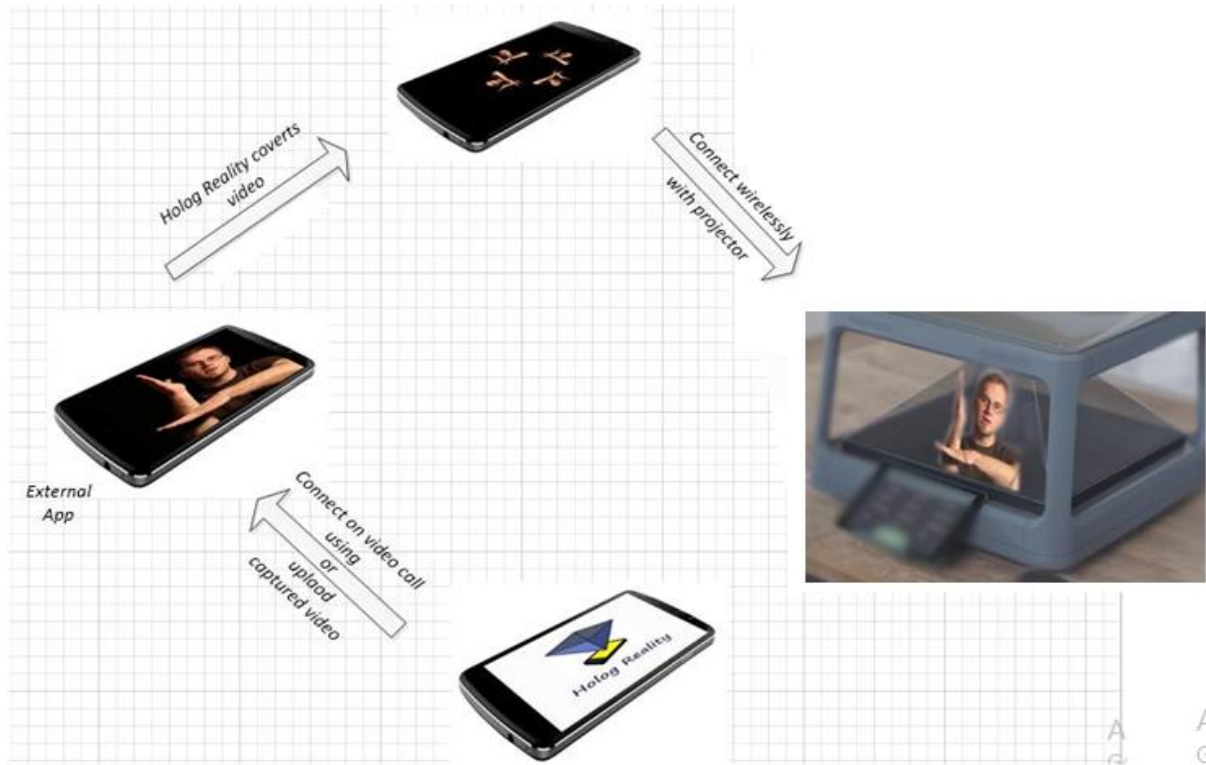 Holog Reality coverts
video
Connect wirelessly
with projector
External
App
Connect on video call
using
or
uplaod
captured video
Holog Reality
A
A